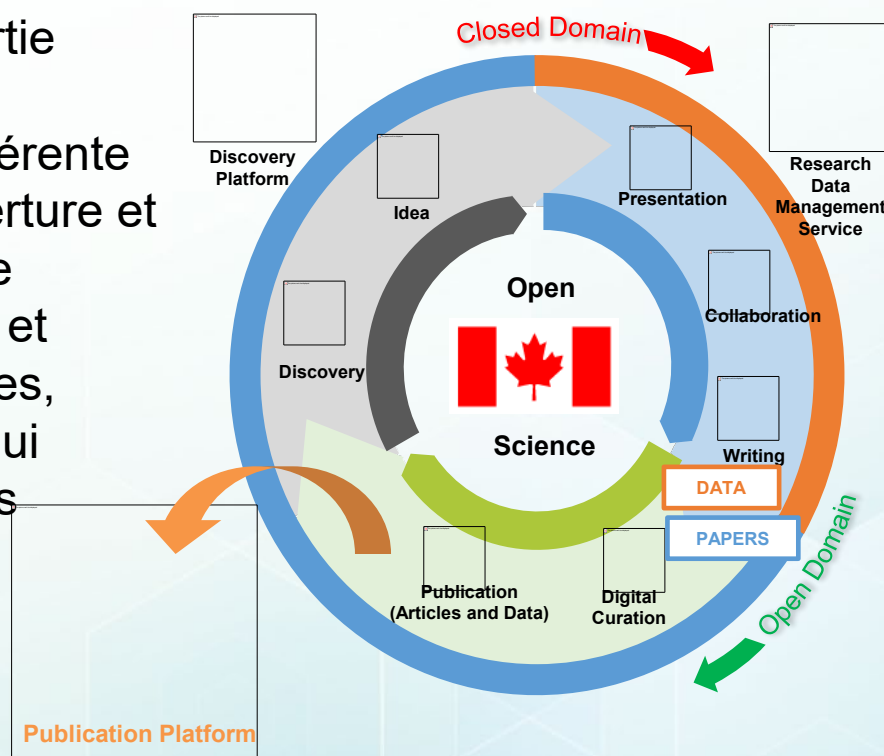 rtie
érente
erture et
e
et
es,
ui
s
Closed Domain
Discovery
Platform
Idea
Presentation
Research
Data
Management
Service
Open
Collaboration
Discovery
Science
Writing
DATA
PAPERS
Open Domain
Publication
(Articles and Data)
Digital
Curation
Publication Platform